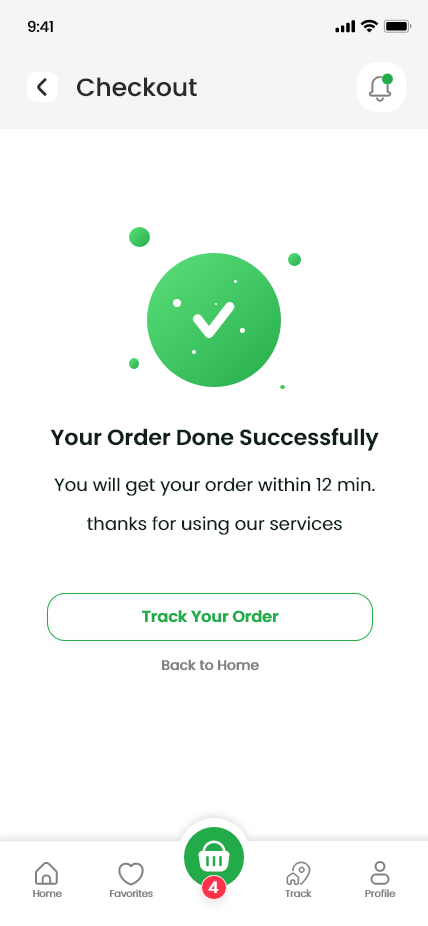 9:41
Checkout
Your Order Done Successfully
You will get your order within 12 min.
thanks for using our services
Track Your Order
Back to Home
4
Home
Favorites
Track
Profile